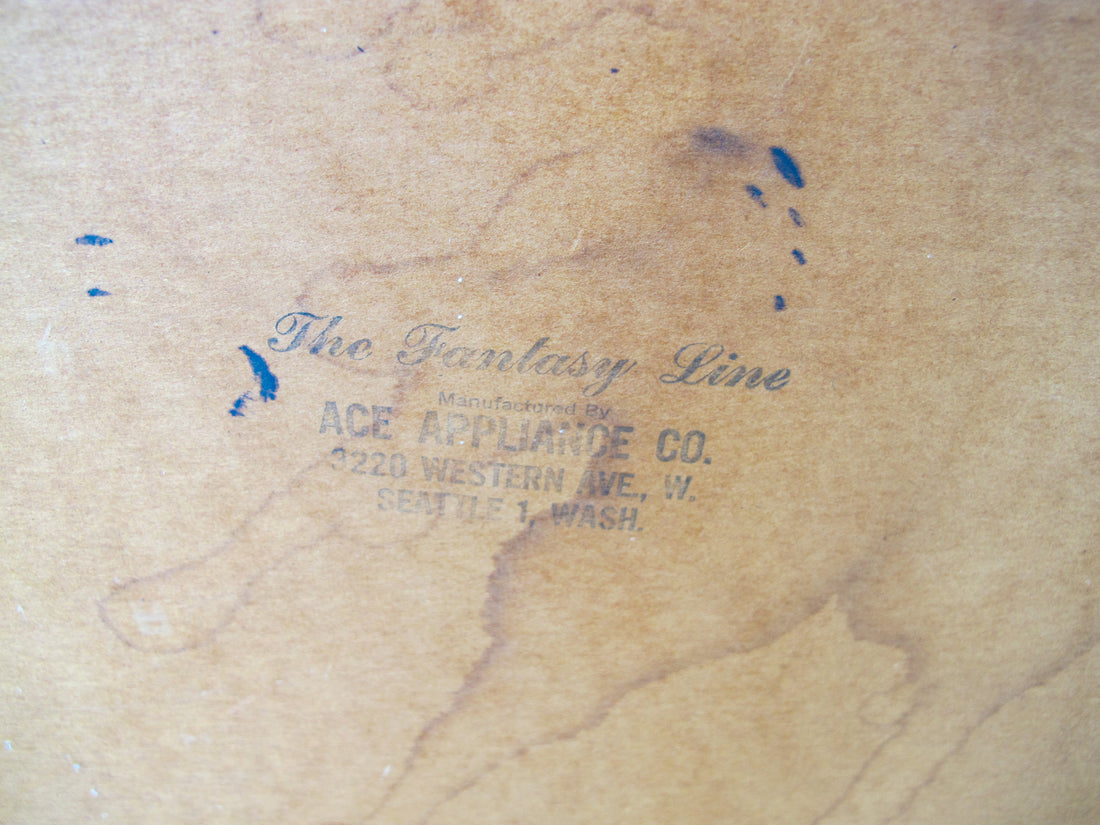 The Fantasy Line
Manufactured By
ACE APPLIANCE CO.
3220 WESTERN AVE., W.
SEATTLE 1, WASH.